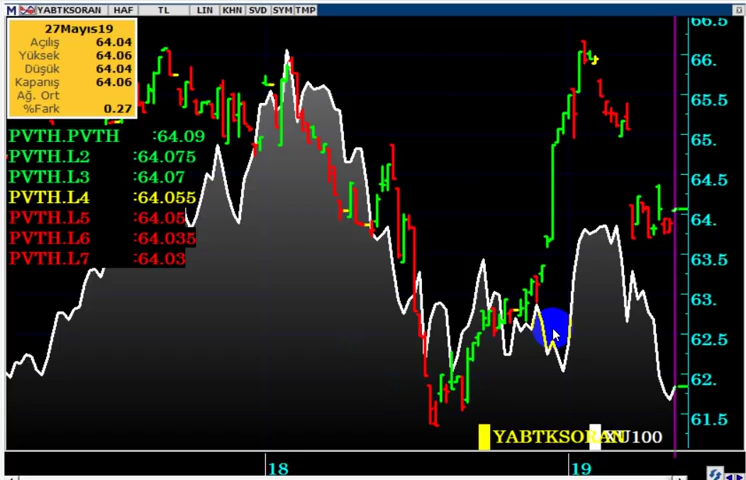 M YABTKSORAN HAF TL LIN KHN SVD SYM TMP
27Mayıs19
Açılış 64.04
Yüksek 64.06
Düşük 64.04
Kapanış 64.06
Ağ. Ort
%Fark 0.27
PVTH.PVTH :64.09
PVTH.L2 :64.075
PVTH.L3 :64.07
PVTH.L4 :64.055
PVTH.L5 :64.05
PVTH.L6 :64.035
PVTH.L7 :64.03
66.5
66.
65.5
65.
64.5
64.
63.5
63.
62.5
62.
61.5
YABTKSORAN XU100
18 19